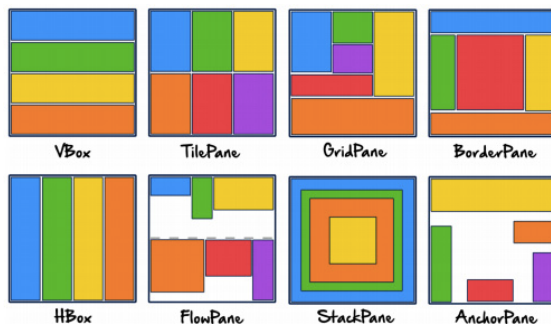 VBox
TilePane
GridPane
BorderPane
HBox
FlowPane
StackPane
AnchorPane